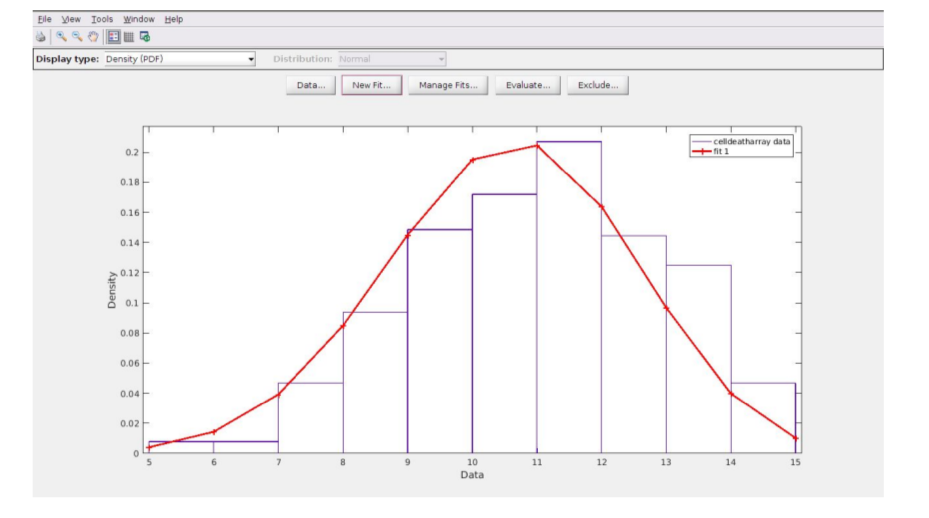 File View Tools Window Help
Display type: Density (PDF) Distribution: Normal
Data... New Fit... Manage Fits... Evaluate... Exclude...
celldeatharray data
fit 1
0.2
0.18
0.16
0.14
0.12
0.1
0.08
0.06
0.04
0.02
0
Density
5 6 7 8 9 10 11 12 13 14 15
Data